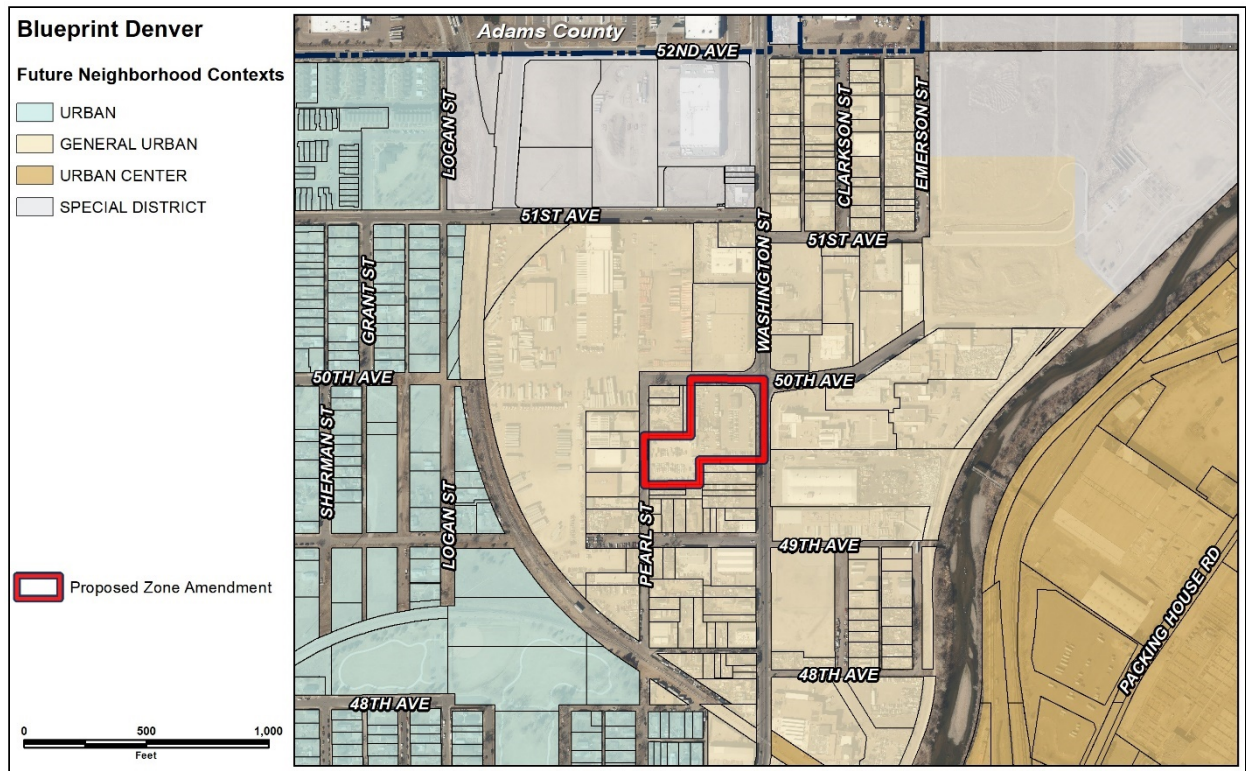 Blueprint Denver
Future Neighborhood Contexts
URBAN
GENERAL URBAN
URBAN CENTER
SPECIAL DISTRICT
Proposed Zone Amendment
0 500 1,000
Feet
Adams County
52ND AVE
LOGAN ST
CLARKSON ST
EMERSON ST
51ST AVE
51ST AVE
GRANT ST
WASHINGTON ST
50TH AVE
50TH AVE
SHERMAN ST
LOGAN ST
PEARL ST
49TH AVE
PACKING HOUSE RD
48TH AVE
48TH AVE